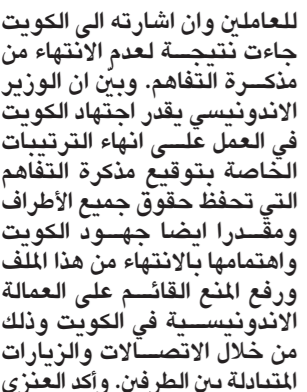 للعاملين وان اشارته الى الكويت
جاءت نتيجة لعدم الانتهاء من
مذكرة التفاهم. وبيّن ان الوزير
الاندونيسي يقدر اجتهاد الكويت
في العمل على انهاء الترتيبات
الخاصة بتوقيع مذكرة التفاهم
التي تحفظ حقوق جميع الأطراف
ومقدرا ايضا جهود الكويت
واهتمامها بالانتهاء من هذا الملف
ورفع المنع القائم على العمالة
الاندونيسية في الكويت وذلك
من خلال الاتصالات والزيارات
المتبادلة بين الطرفين. وأكد العنزي